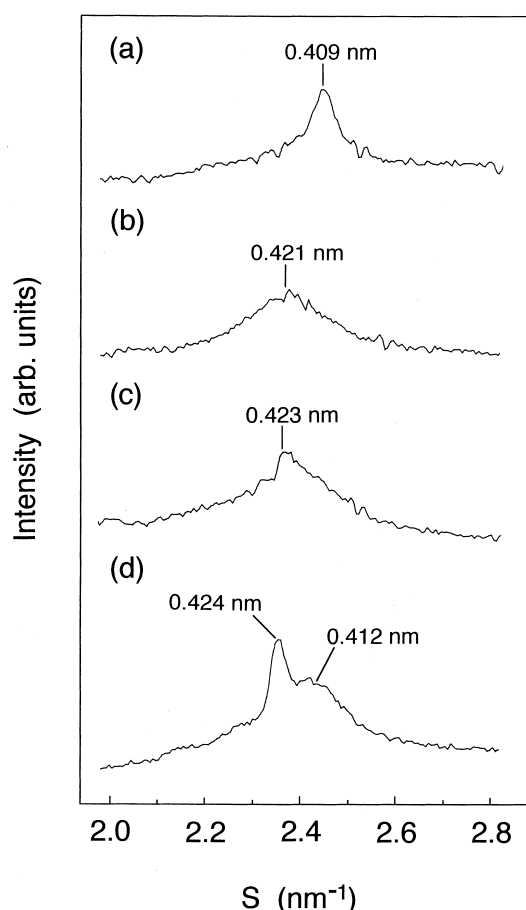 (a)
0.409 nm
(b)
0.421 nm
(c)
0.423 nm
(d)
0.424 nm
0.412 nm
Intensity (arb. units)
2.0 2.2 2.4 2.6 2.8
S (nm⁻¹)